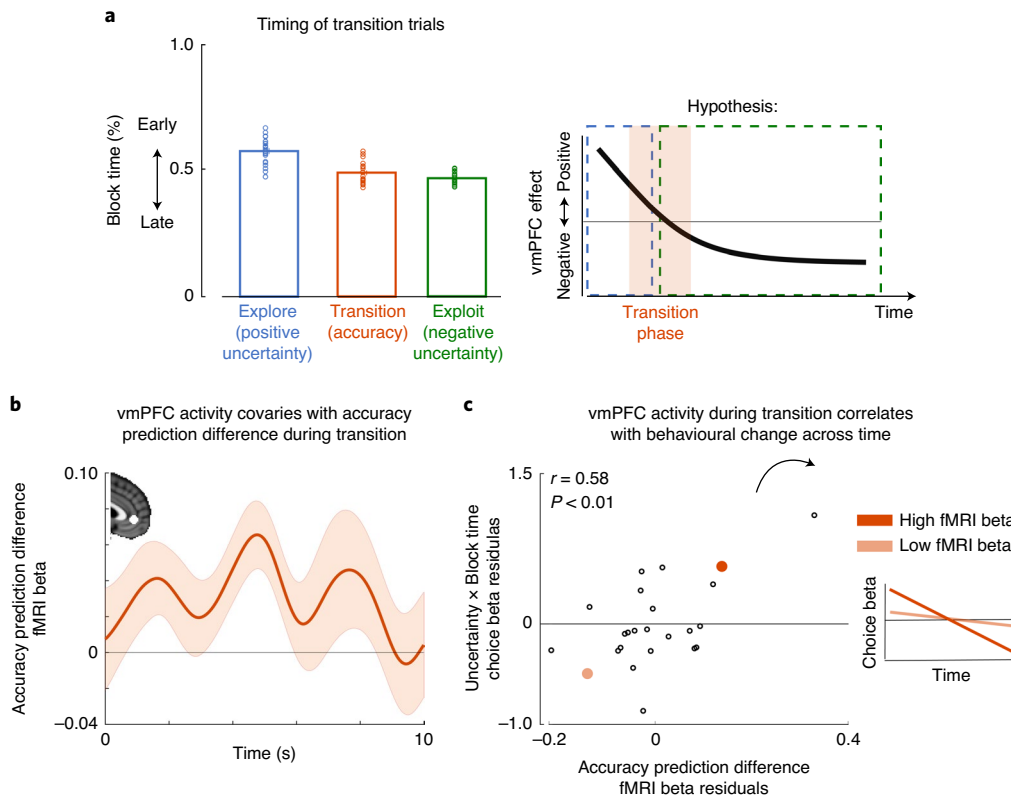 a
Timing of transition trials
1.0
0.5
0
Block time (%)
Early
Late
Explore
(positive
uncertainty)
Transition
(accuracy)
Exploit
(negative
uncertainty)
Hypothesis:
vmPFC effect
Negative
Positive
Transition
phase
Time
b
vmPFC activity covaries with accuracy
prediction difference during transition
0.10
0
–0.04
Accuracy prediction difference
fMRI beta
0
10
Time (s)
c
vmPFC activity during transition correlates
with behavioural change across time
1.5
0
–1.0
r = 0.58
P < 0.01
Uncertainty × Block time
choice beta residulas
–0.2
0
0.4
Accuracy prediction difference
fMRI beta residuals
High fMRI beta
Low fMRI beta
Choice beta
Time